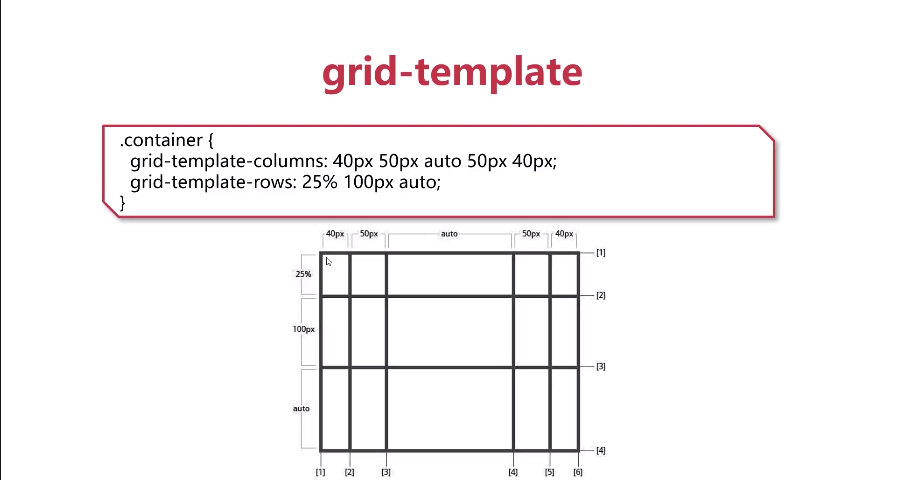 grid-template
.container {
grid-template-columns: 40px 50px auto 50px 40px;
grid-template-rows: 25% 100px auto;
}
40px 50px auto 50px 40px
[1]
25%
[2]
100px
[3]
auto
[4]
[1] [2] [3] [4] [5] [6]